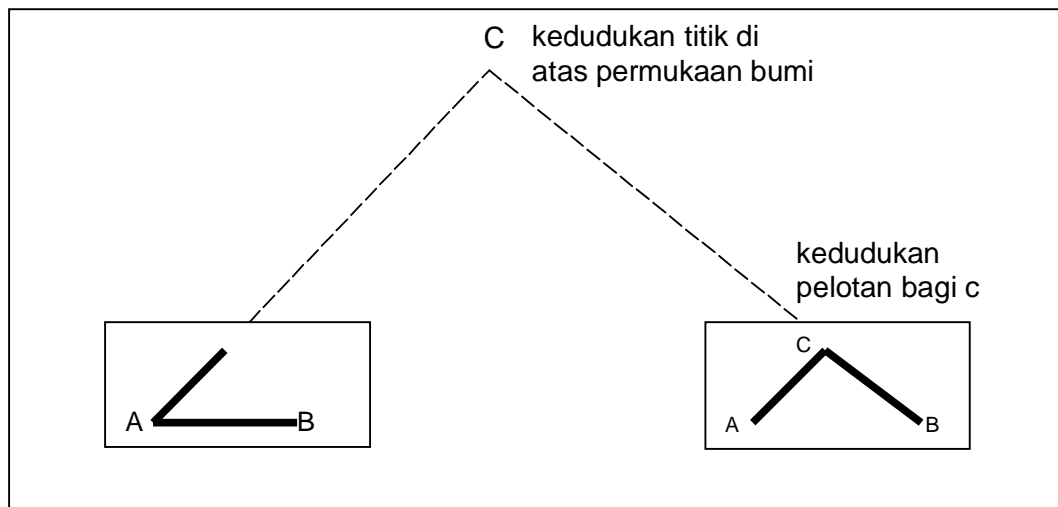 C kedudukan titik di
atas permukaan bumi
kedudukan
pelotan bagi c
A B
C
A B